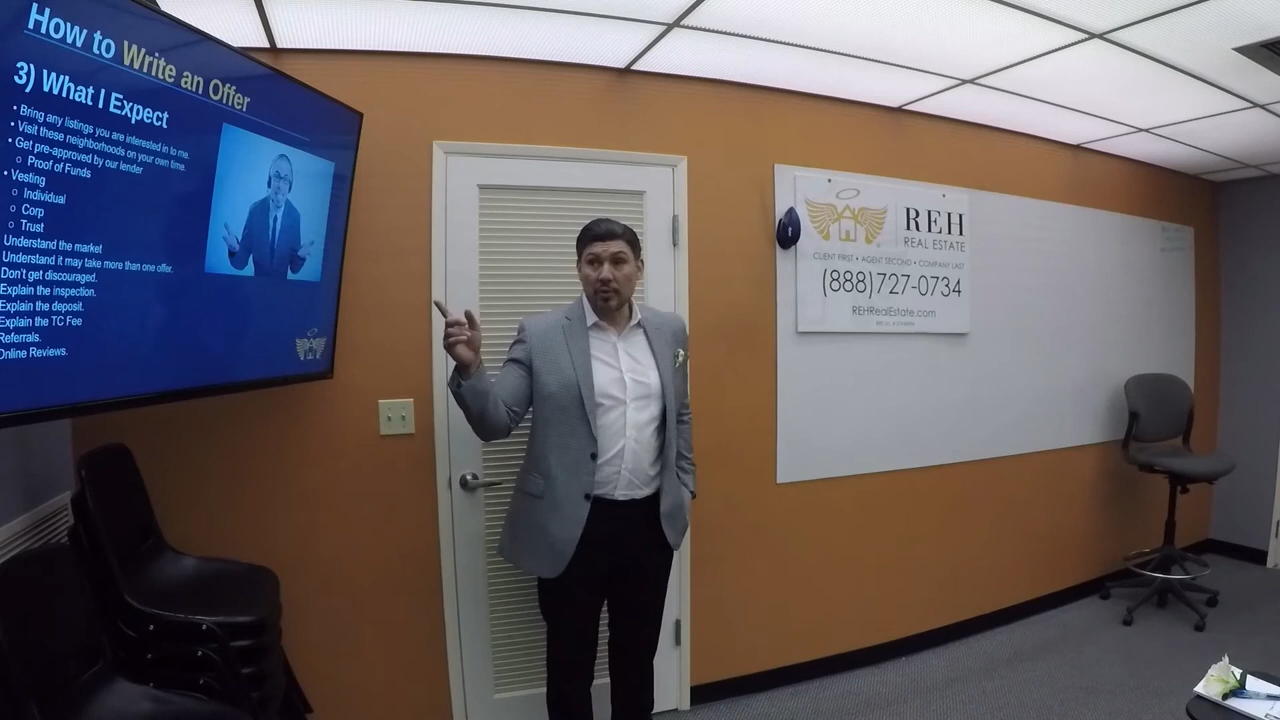 How to Write an Offer
3) What I Expect
• Bring any listings you are interested in to me.
• Visit these neighborhoods on your own time.
• Get pre-approved by our lender
o Proof of Funds
• Vesting
o Individual
o Corp
o Trust
Understand the market
Understand it may take more than one offer.
Don't get discouraged.
Explain the inspection.
Explain the deposit.
Explain the TC Fee
Referrals.
Online Reviews.
REH
REAL ESTATE
CLIENT FIRST • AGENT SECOND • COMPANY LAST
(888)727-0734
REHRealEstate.com